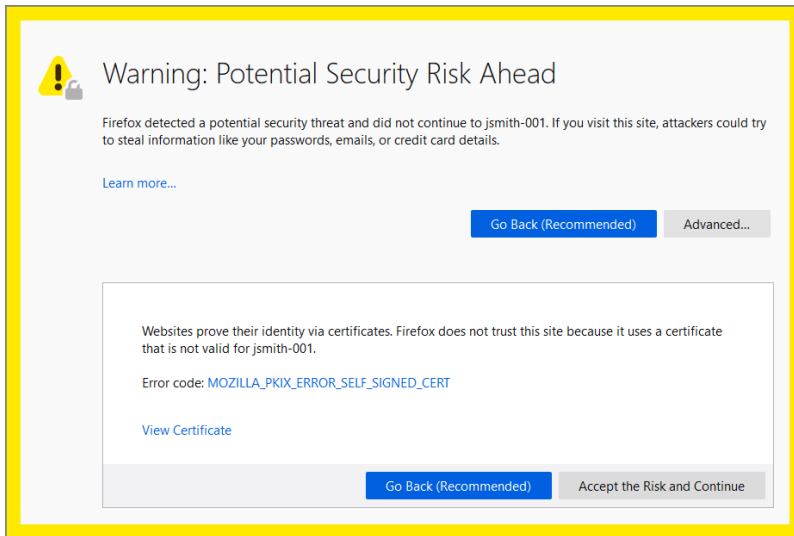 Warning: Potential Security Risk Ahead
Firefox detected a potential security threat and did not continue to jsmith-001. If you visit this site, attackers could try
to steal information like your passwords, emails, or credit card details.
Learn more...
Go Back (Recommended)
Advanced...
Websites prove their identity via certificates. Firefox does not trust this site because it uses a certificate
that is not valid for jsmith-001.
Error code: MOZILLA_PKIX_ERROR_SELF_SIGNED_CERT
View Certificate
Go Back (Recommended)
Accept the Risk and Continue